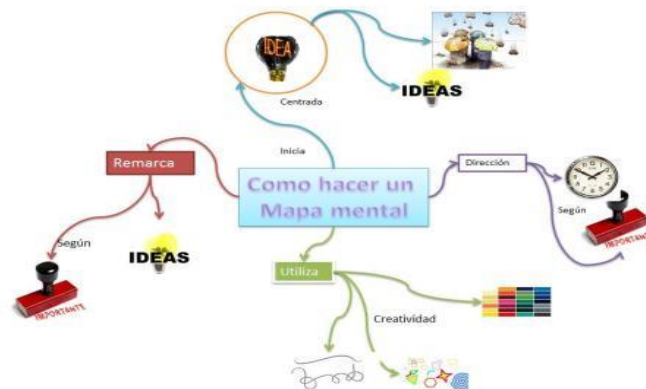 IDEA
Centrada
IDEAS
Inicia
Remarca
Dirección
Como hacer un
Mapa mental
Según
IMPORTANTE
Según
IDEAS
IMPORTANTE
Utiliza
Creatividad